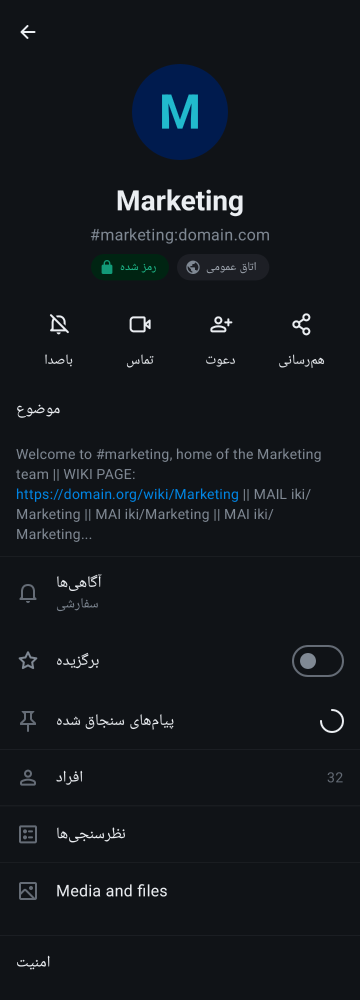 M
Marketing
#marketing:domain.com
رمز شده
اتاق عمومی
باصدا
تماس
دعوت
هم‌رسانی
موضوع
Welcome to #marketing, home of the Marketing
team || WIKI PAGE:
https://domain.org/wiki/Marketing || MAIL iki/
Marketing || MAI iki/Marketing || MAI iki/
Marketing...
آگاهی‌ها
سفارشی
برگزیده
پیام‌های سنجاق شده
افراد 32
نظرسنجی‌ها
Media and files
امنیت